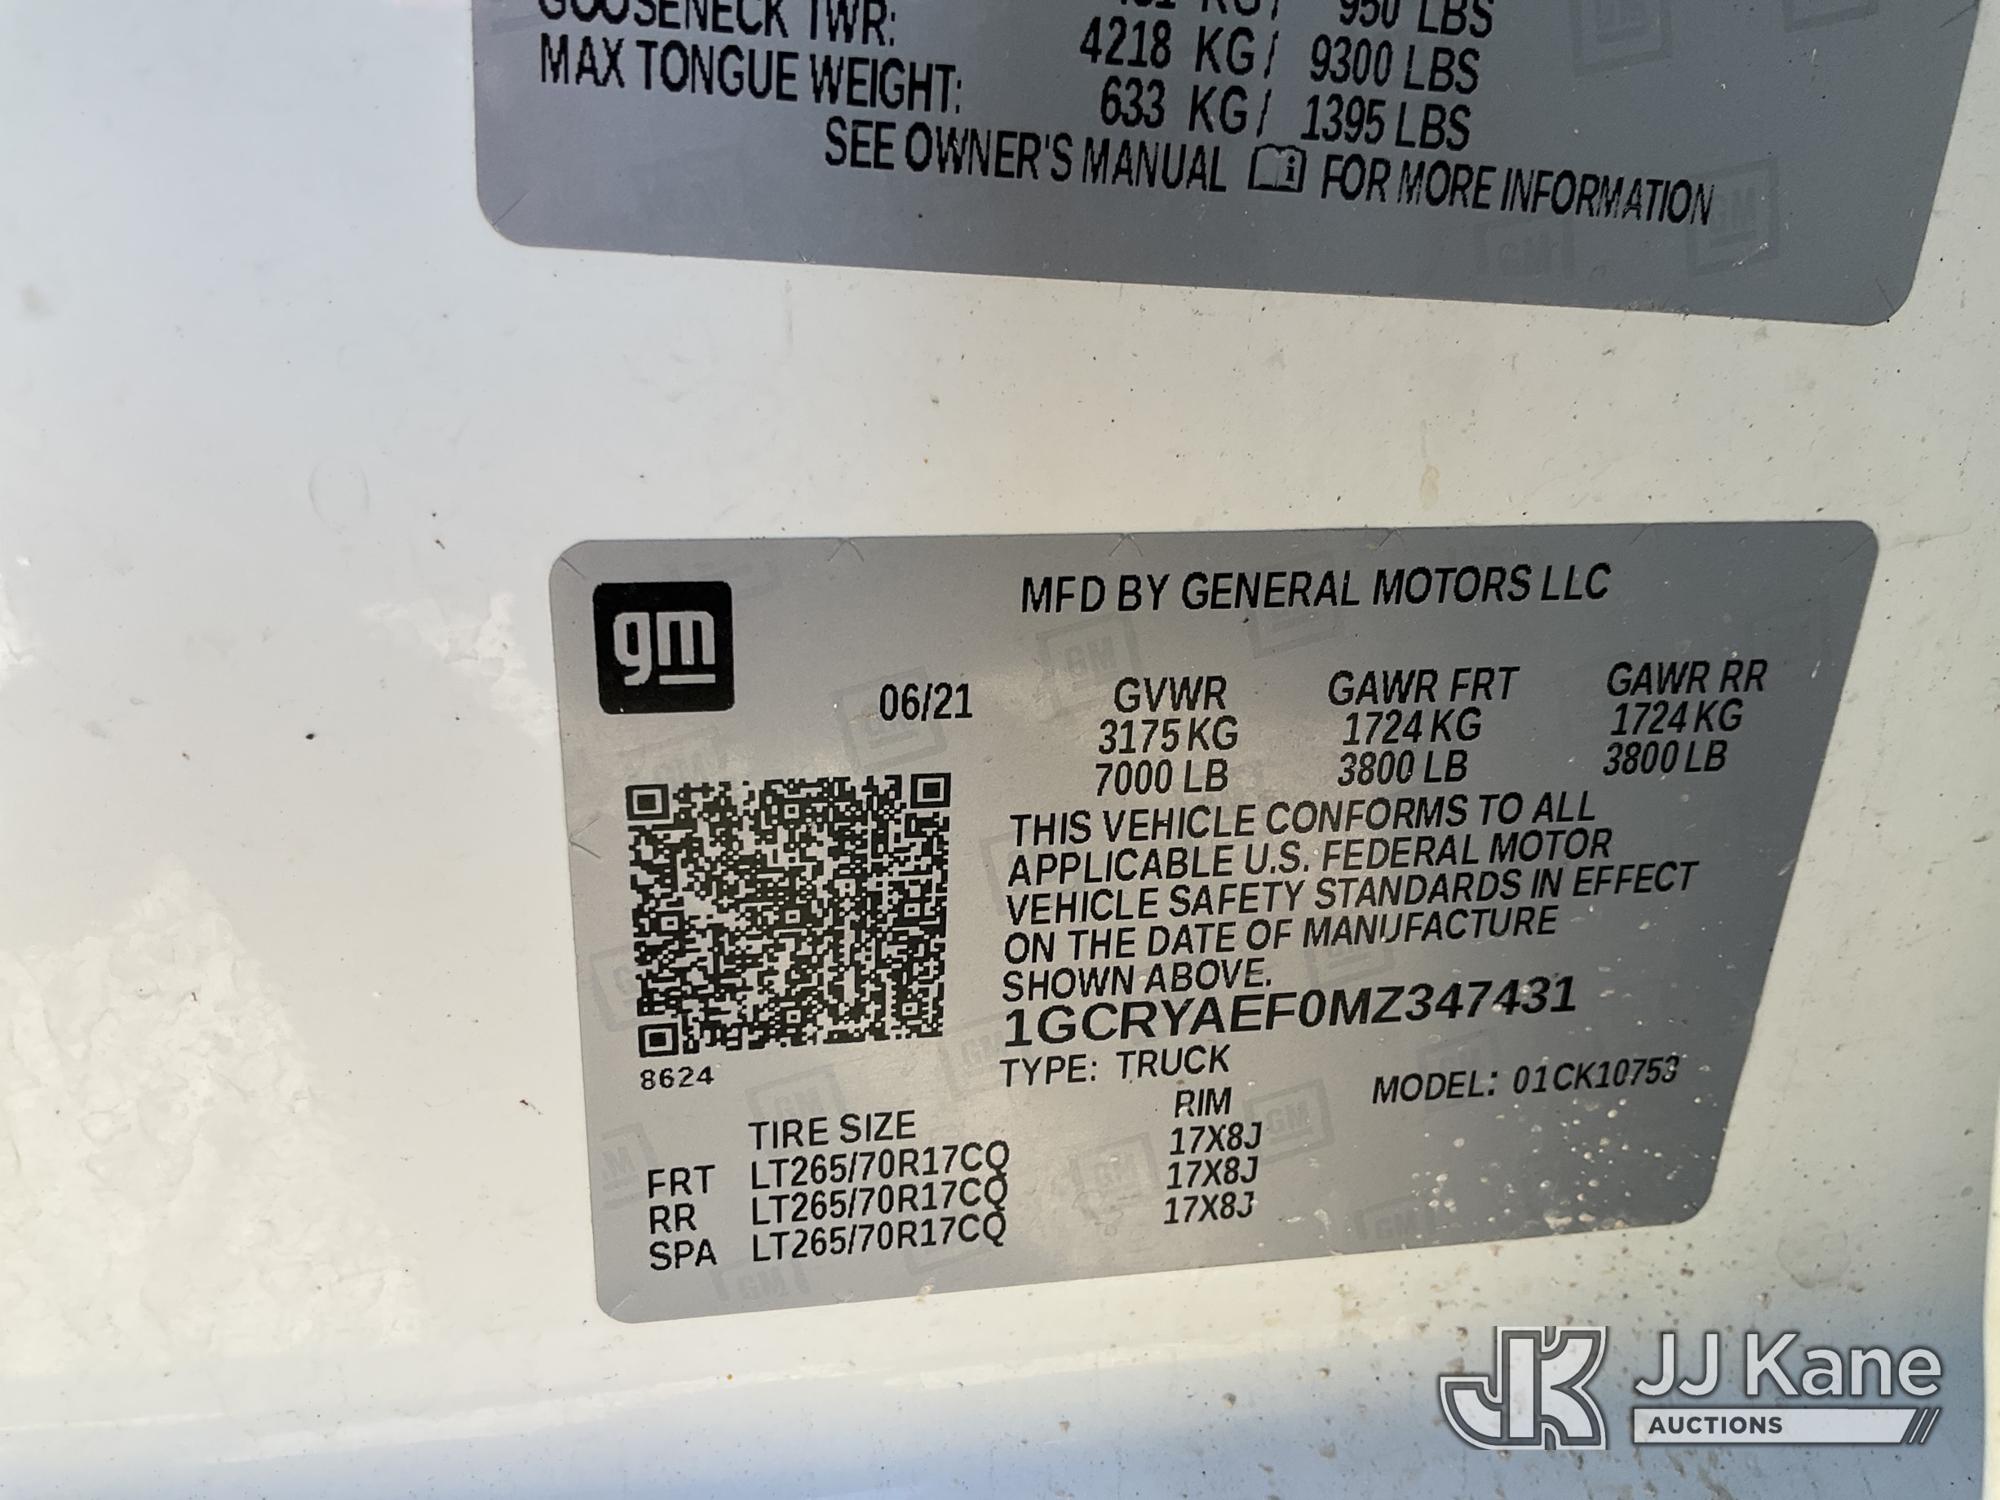 GOOSENECK TWR:
KG/ 950 LBS
4218 KG/ 9300 LBS
MAX TONGUE WEIGHT: 633 KG/ 1395 LBS
SEE OWNER'S MANUAL FOR MORE INFORMATION
gm
MFD BY GENERAL MOTORS LLC
06/21 GVWR GAWR FRT GAWR RR
3175 KG 1724 KG 1724 KG
7000 LB 3800 LB 3800 LB
THIS VEHICLE CONFORMS TO ALL
APPLICABLE U.S. FEDERAL MOTOR
VEHICLE SAFETY STANDARDS IN EFFECT
ON THE DATE OF MANUFACTURE
SHOWN ABOVE.
1GCRYAEF0MZ347431
8624
TYPE: TRUCK MODEL: 01CK10753
TIRE SIZE RIM
FRT LT265/70R17CQ 17X8J
RR LT265/70R17CQ 17X8J
SPA LT265/70R17CQ 17X8J
JK JJ Kane
AUCTIONS